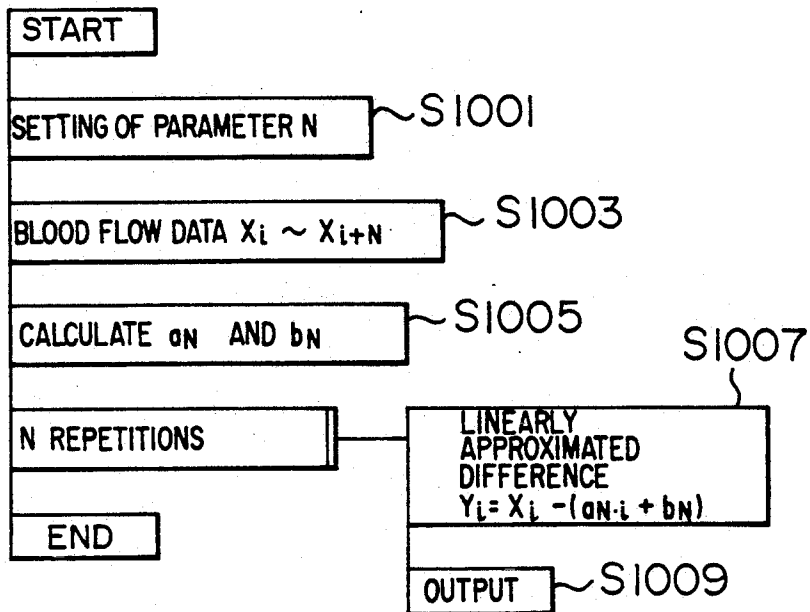 START
SETTING OF PARAMETER N
S1001
BLOOD FLOW DATA Xi ~ Xi+N
S1003
CALCULATE aN AND bN
S1005
S1007
N REPETITIONS
LINEARLY
APPROXIMATED
DIFFERENCE
Yi = Xi -(aN·i + bN)
END
OUTPUT
S1009